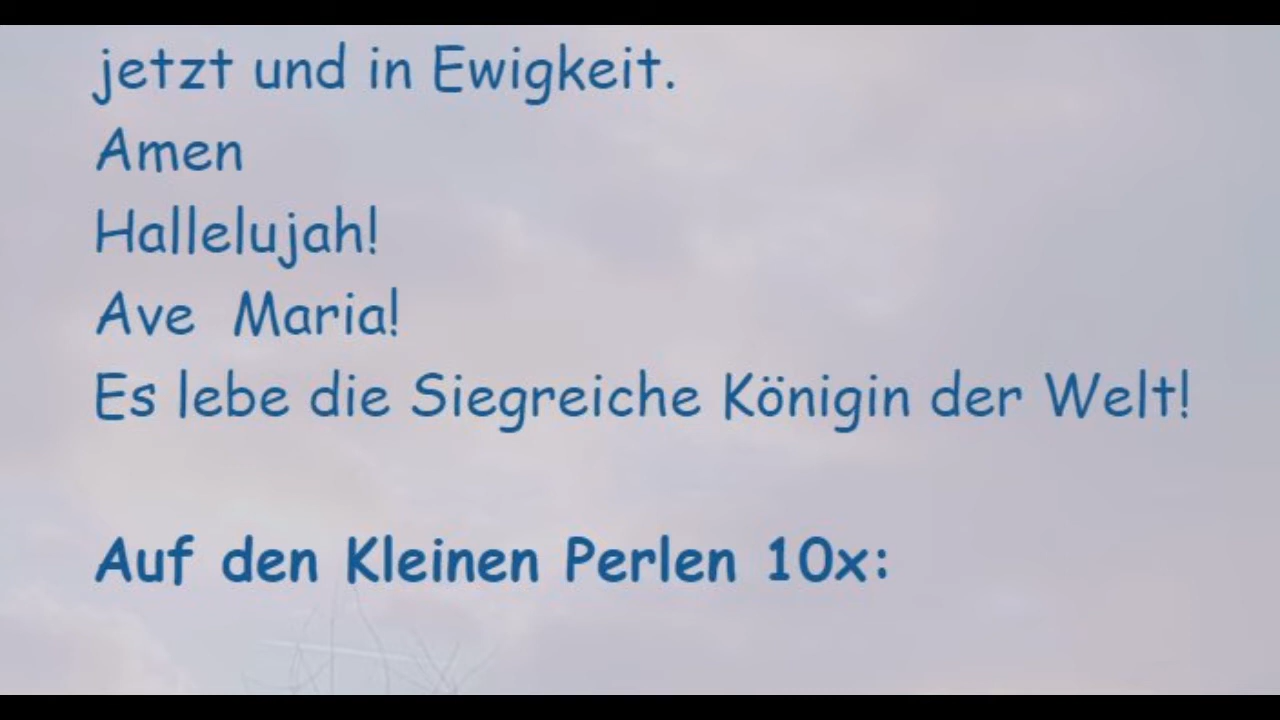 jetzt und in Ewigkeit.
Amen
Hallelujah!
Ave Maria!
Es lebe die Siegreiche Königin der Welt!
Auf den Kleinen Perlen 10x: